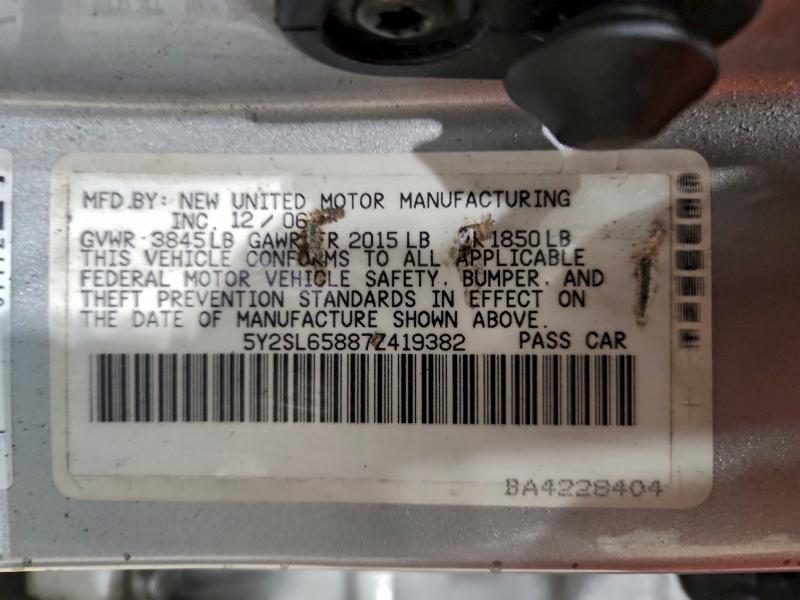 MFD.BY: NEW UNITED MOTOR MANUFACTURING
INC. 12/06
GVWR 3845LB GAWR FR 2015LB 1850LB
THIS VEHICLE CONFORMS TO ALL APPLICABLE
FEDERAL MOTOR VEHICLE SAFETY, BUMPER, AND
THEFT PREVENTION STANDARDS IN EFFECT ON
THE DATE OF MANUFACTURE SHOWN ABOVE.
5Y2SL65887Z419382 PASS CAR
BA4228404